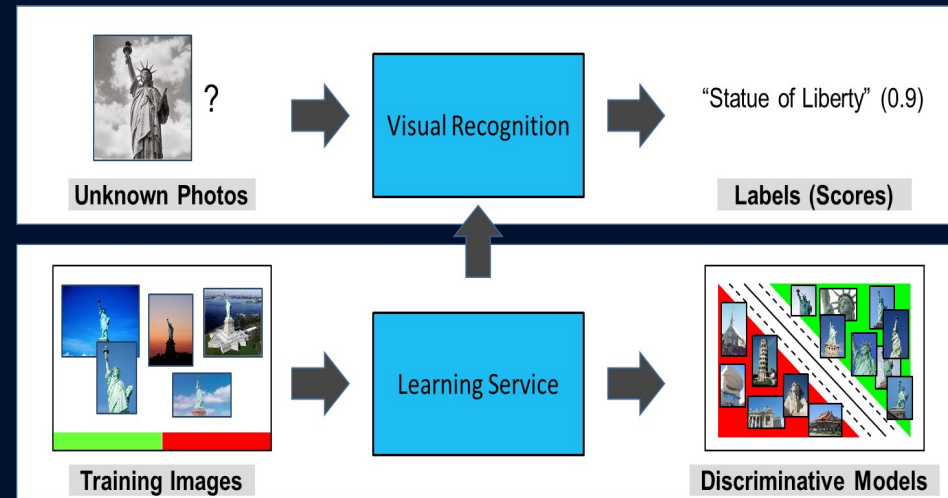 ?
Visual Recognition
“Statue of Liberty” (0.9)
Unknown Photos
Labels (Scores)
Learning Service
Training Images
Discriminative Models